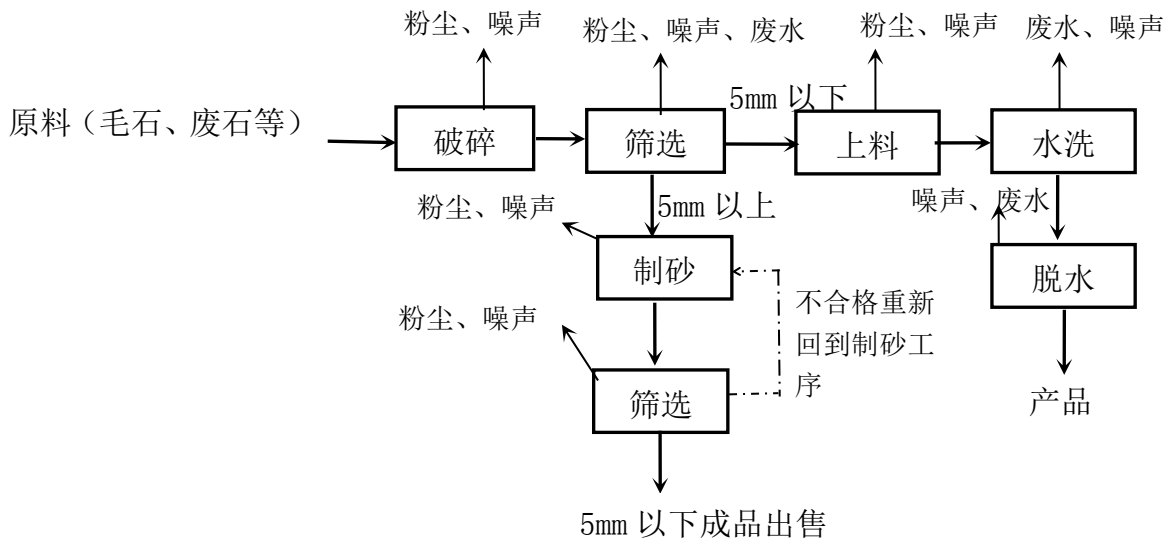 粉尘、噪声
粉尘、噪声、废水
粉尘、噪声
废水、噪声
5mm 以下
原料（毛石、废石等）
破碎
筛选
上料
水洗
粉尘、噪声
5mm 以上
噪声、废水
制砂
脱水
粉尘、噪声
不合格重新
回到制砂工
序
筛选
产品
5mm 以下成品出售